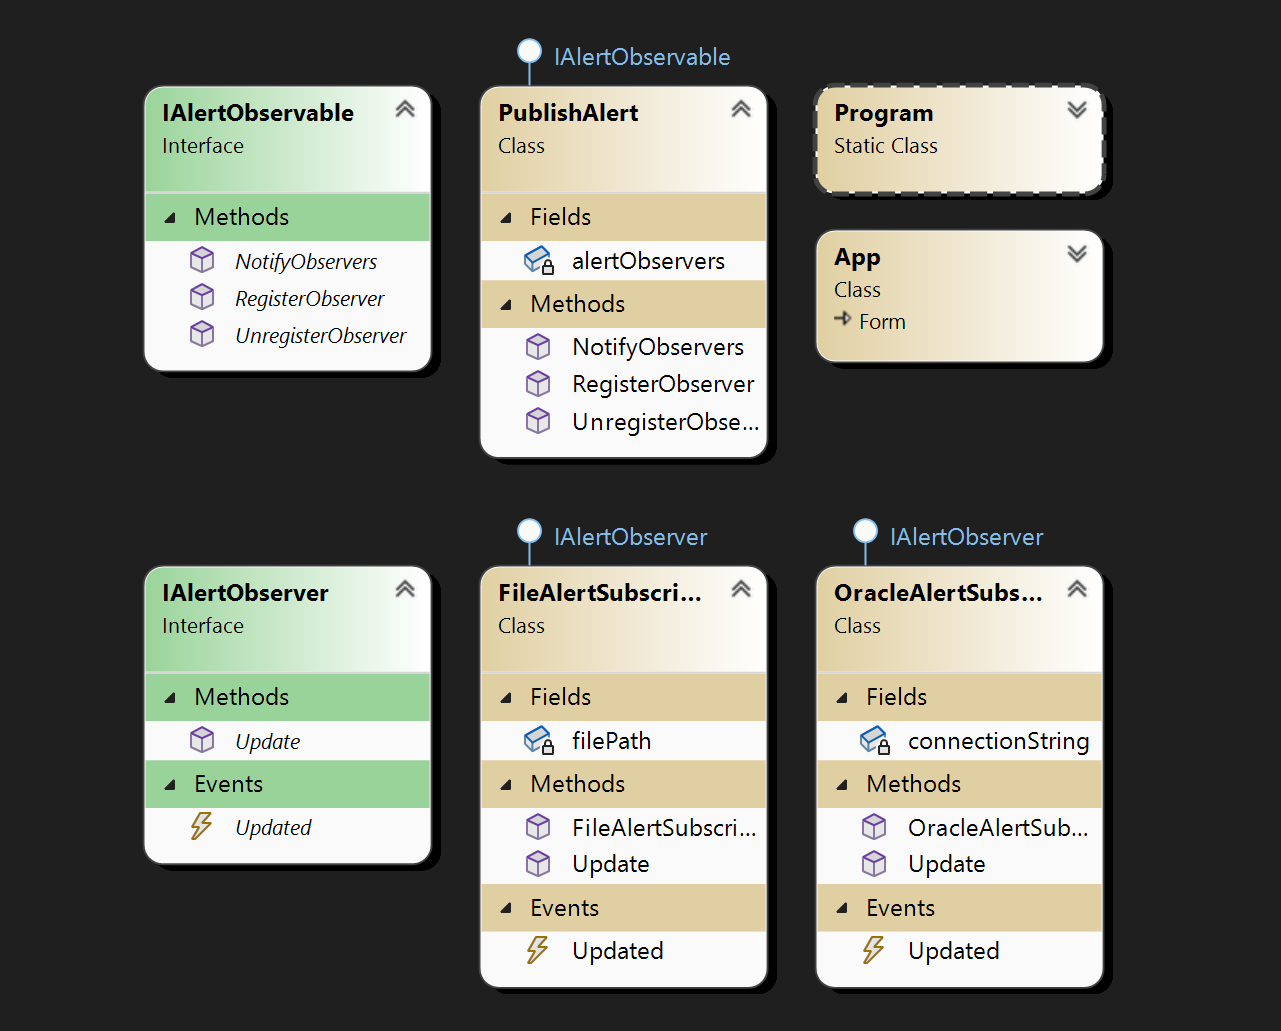 IAlertObservable
IAlertObservable
Interface
Methods
NotifyObservers
RegisterObserver
UnregisterObserver
PublishAlert
Class
Fields
alertObservers
Methods
NotifyObservers
RegisterObserver
UnregisterObse...
Program
Static Class
App
Class
Form
IAlertObserver
Interface
Methods
Update
Events
Updated
IAlertObserver
FileAlertSubscri...
Class
Fields
filePath
Methods
FileAlertSubscri...
Update
Events
Updated
IAlertObserver
OracleAlertSubs...
Class
Fields
connectionString
Methods
OracleAlertSub...
Update
Events
Updated